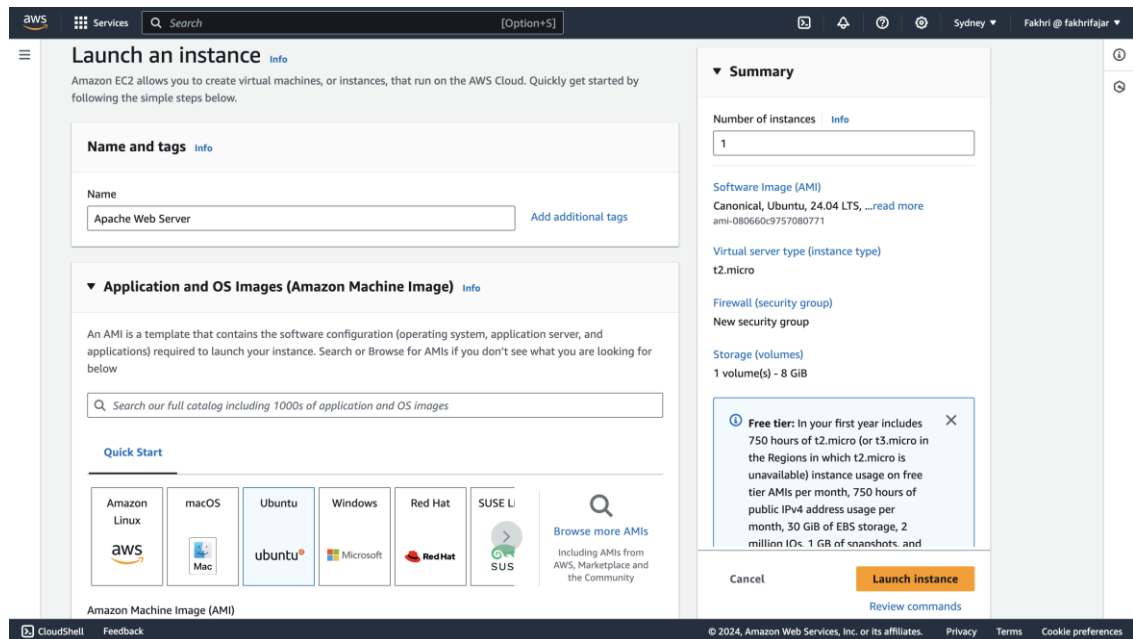 aws Services Search [Option+S] Sydney Fakhri @ fakhrifajar
Launch an instance Info
Amazon EC2 allows you to create virtual machines, or instances, that run on the AWS Cloud. Quickly get started by
following the simple steps below.
Name and tags Info
Name
Apache Web Server
Add additional tags
Application and OS Images (Amazon Machine Image) Info
An AMI is a template that contains the software configuration (operating system, application server, and
applications) required to launch your instance. Search or Browse for AMIs if you don't see what you are looking for
below
Search our full catalog including 1000s of application and OS images
Quick Start
Amazon
Linux
aws
macOS
Mac
Ubuntu
ubuntu®
Windows
Microsoft
Red Hat
Red Hat
SUSE Li
SUS
Browse more AMIs
Including AMIs from
AWS, Marketplace and
the Community
Amazon Machine Image (AMI)
Summary
Number of instances Info
1
Software Image (AMI)
Canonical, Ubuntu, 24.04 LTS, ...read more
ami-080660c9757080771
Virtual server type (instance type)
t2.micro
Firewall (security group)
New security group
Storage (volumes)
1 volume(s) - 8 GiB
Free tier: In your first year includes
750 hours of t2.micro (or t3.micro in
the Regions in which t2.micro is
unavailable) instance usage on free
tier AMIs per month, 750 hours of
public IPv4 address usage per
month, 30 GiB of EBS storage, 2
million IOs, 1 GB of snapshots, and
Cancel
Launch instance
Review commands
CloudShell Feedback © 2024, Amazon Web Services, Inc. or its affiliates. Privacy Terms Cookie preferences